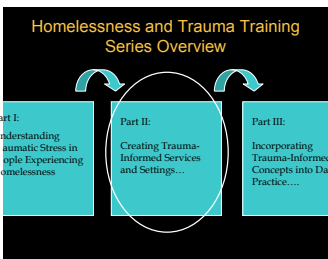 Homelessness and Trauma Training
Series Overview
art I:
nderstanding
aumatic Stress in
ople Experiencing
omelessness
Part II:
Creating Trauma-
Informed Services
and Settings…
Part III:
Incorporating
Trauma-Informed
Concepts into Da
Practice….